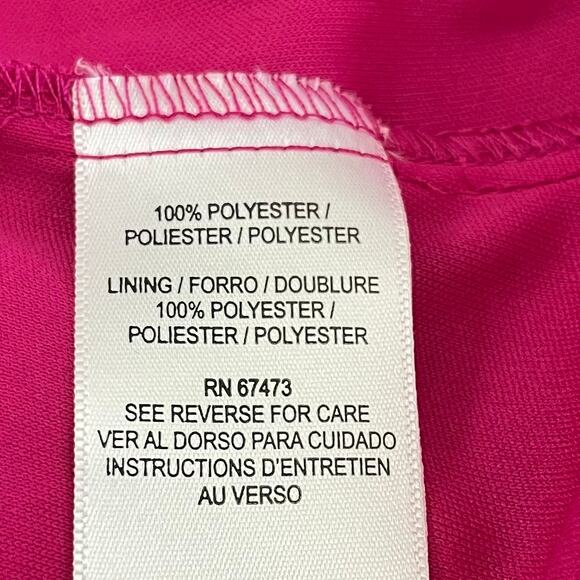 100% POLYESTER /
POLIESTER / POLYESTER
LINING / FORRO / DOUBLURE
100% POLYESTER /
POLIESTER / POLYESTER
RN 67473
SEE REVERSE FOR CARE
VER AL DORSO PARA CUIDADO
INSTRUCTIONS D'ENTRETIEN
AU VERSO